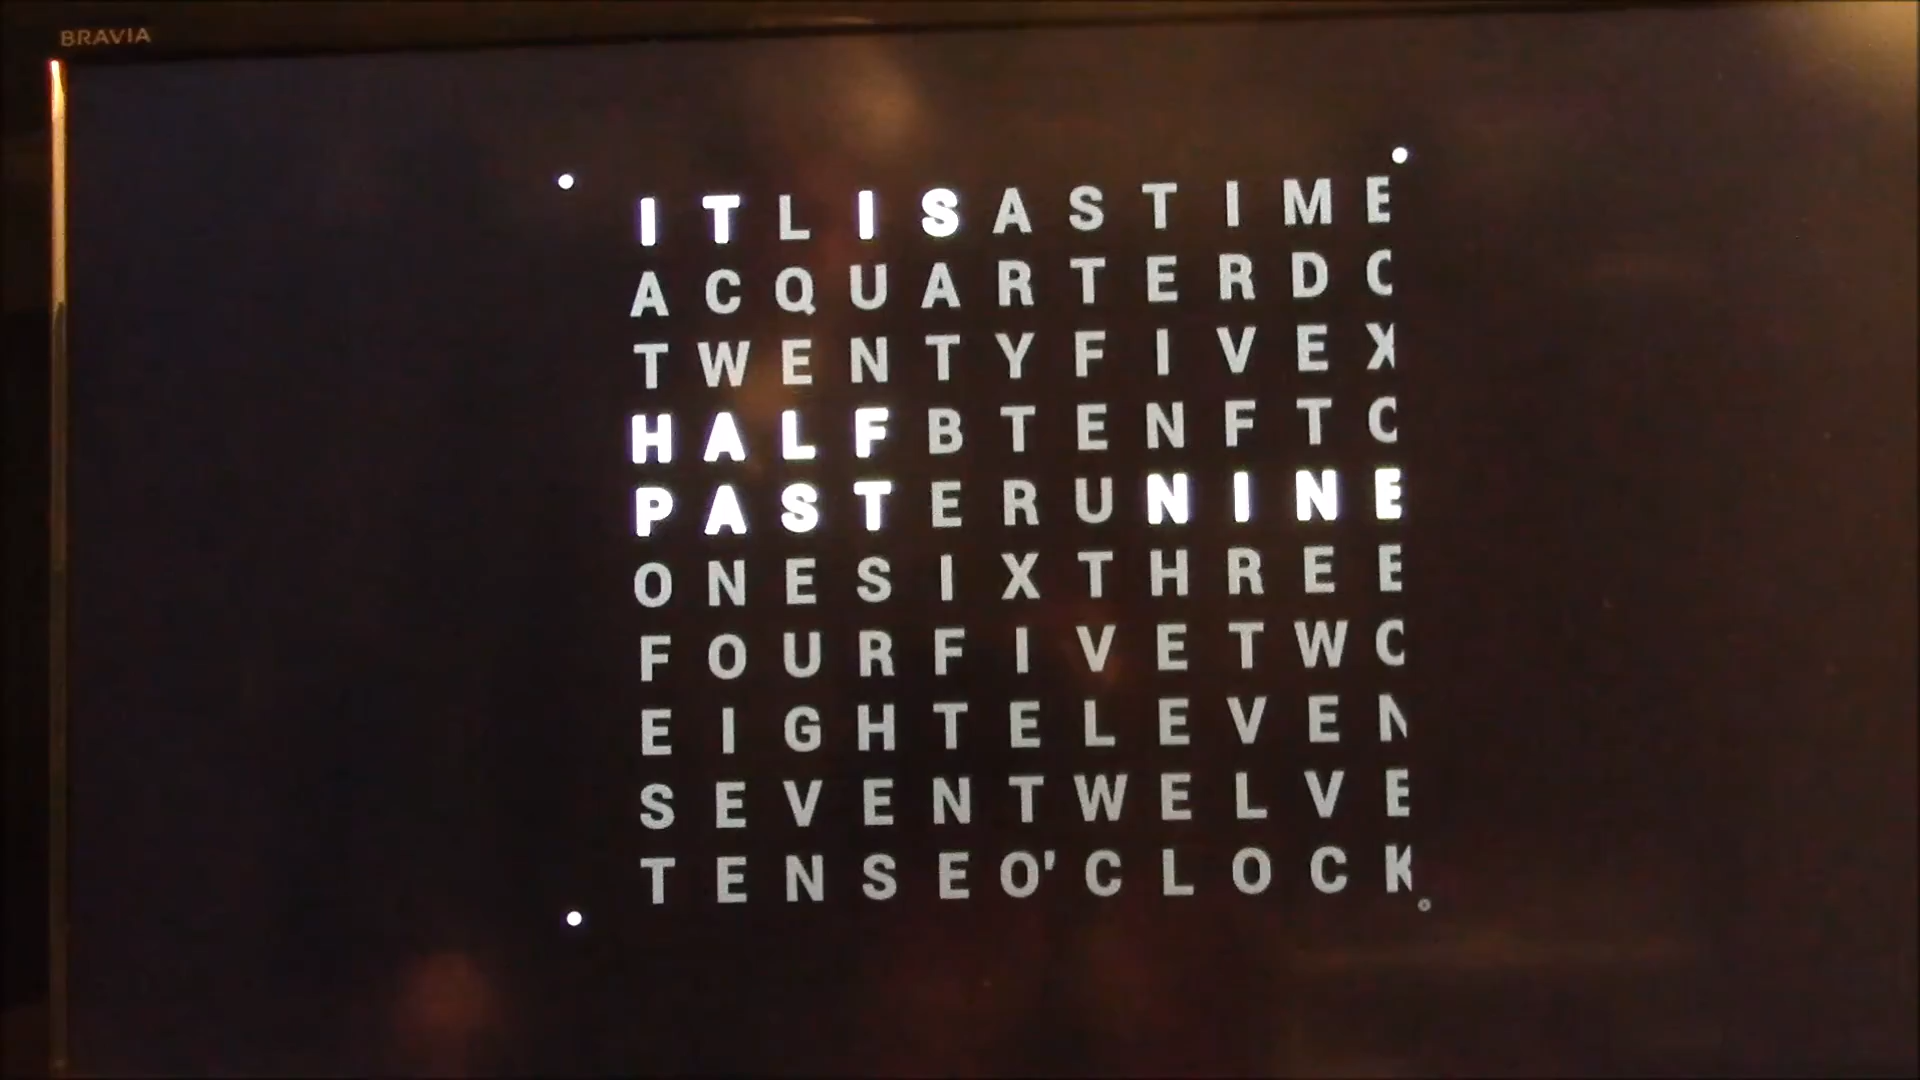 BRAVIA
ITLISASTIME
ACQUARTERDC
TWENTYFIVEX
HALFBTENFTC
PASTERUNINE
ONESIXTHREE
FOURFIVETWC
EIGHTELEVEN
SEVENTWELVE
TENSEO'CLOCK